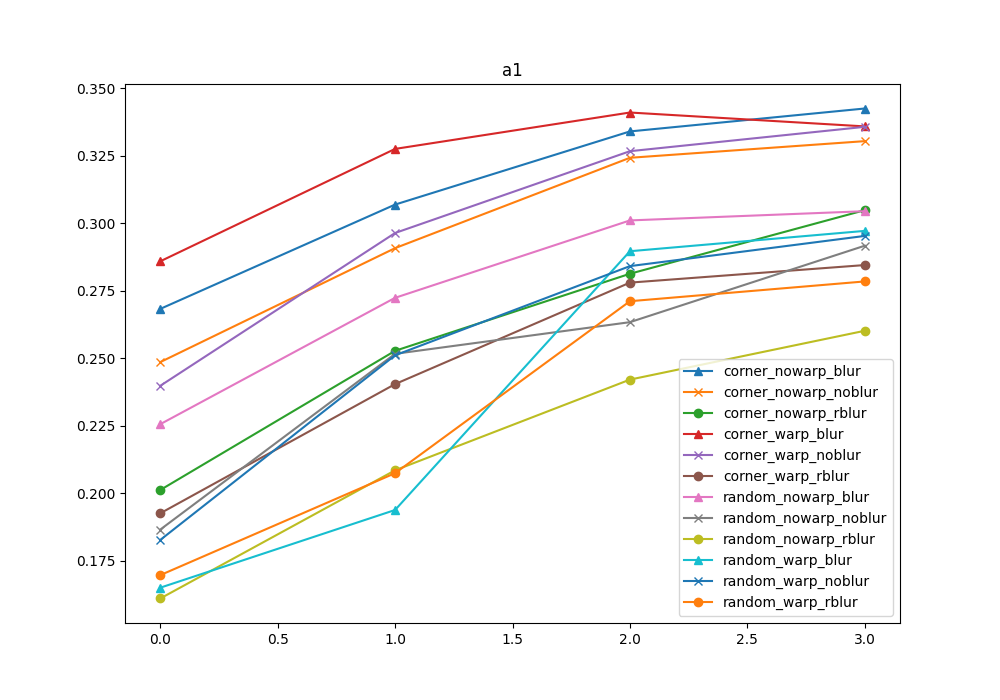 a1
0.350
0.325
0.300
0.275
0.250
0.225
0.200
0.175
0.0 0.5 1.0 1.5 2.0 2.5 3.0
corner_nowarp_blur
corner_nowarp_noblur
corner_nowarp_rblur
corner_warp_blur
corner_warp_noblur
corner_warp_rblur
random_nowarp_blur
random_nowarp_noblur
random_nowarp_rblur
random_warp_blur
random_warp_noblur
random_warp_rblur